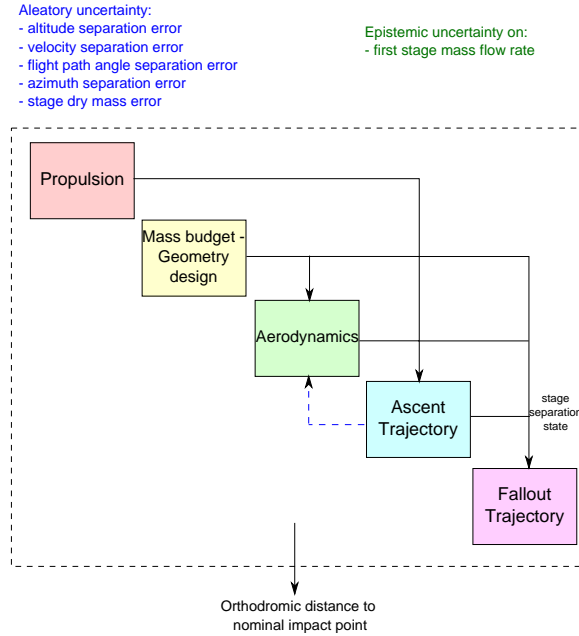 Aleatory uncertainty:
- altitude separation error
- velocity separation error
- flight path angle separation error
- azimuth separation error
- stage dry mass error
Epistemic uncertainty on:
- first stage mass flow rate
Propulsion
Mass budget -
Geometry
design
Aerodynamics
Ascent
Trajectory
stage
separation
state
Fallout
Trajectory
Orthodromic distance to
nominal impact point